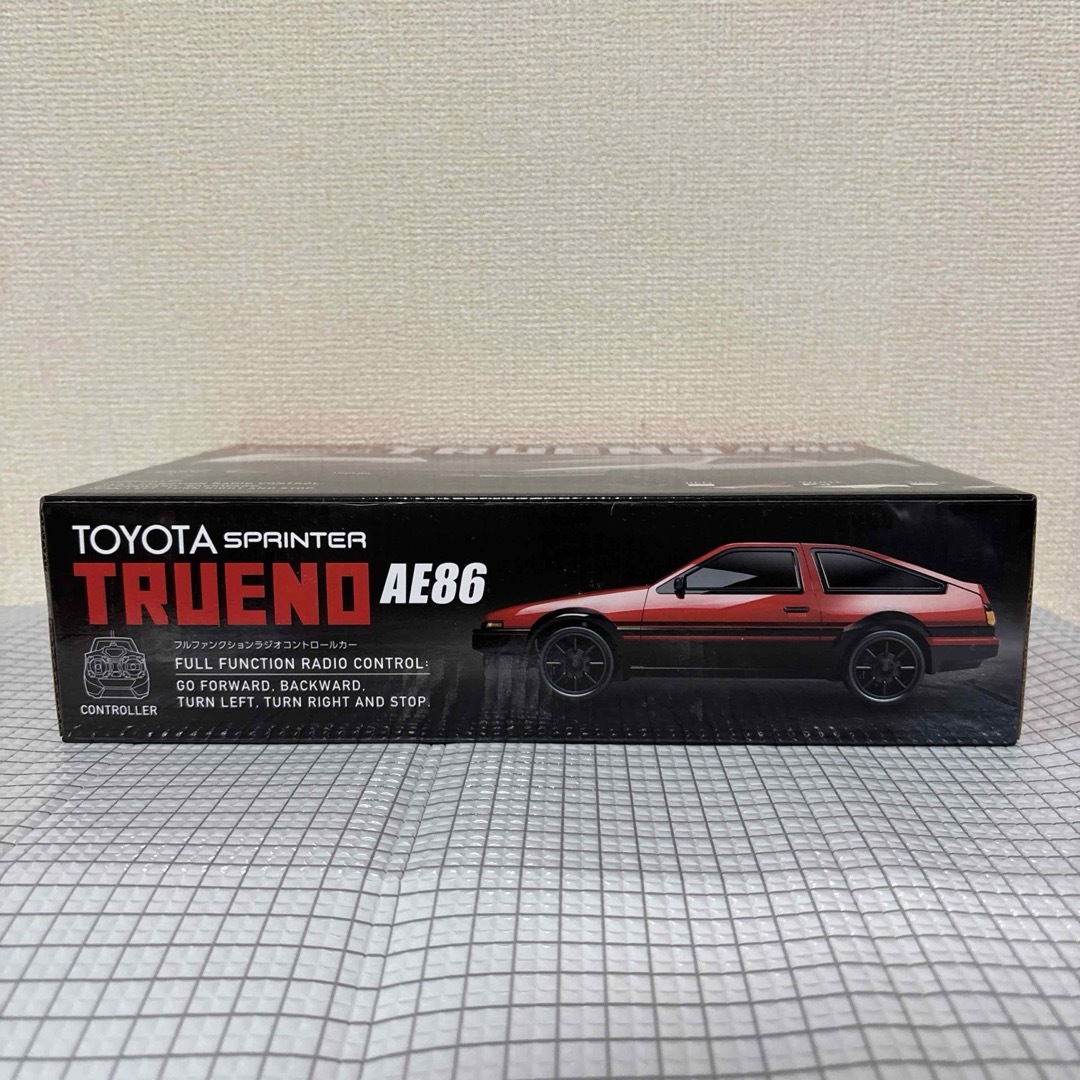 TRUENO AE86
TOYOTA SPRINTER
TRUENO AE86
フルファンクションラジオコントロールカー
FULL FUNCTION RADIO CONTROL:
GO FORWARD, BACKWARD,
TURN LEFT, TURN RIGHT AND STOP.
CONTROLLER